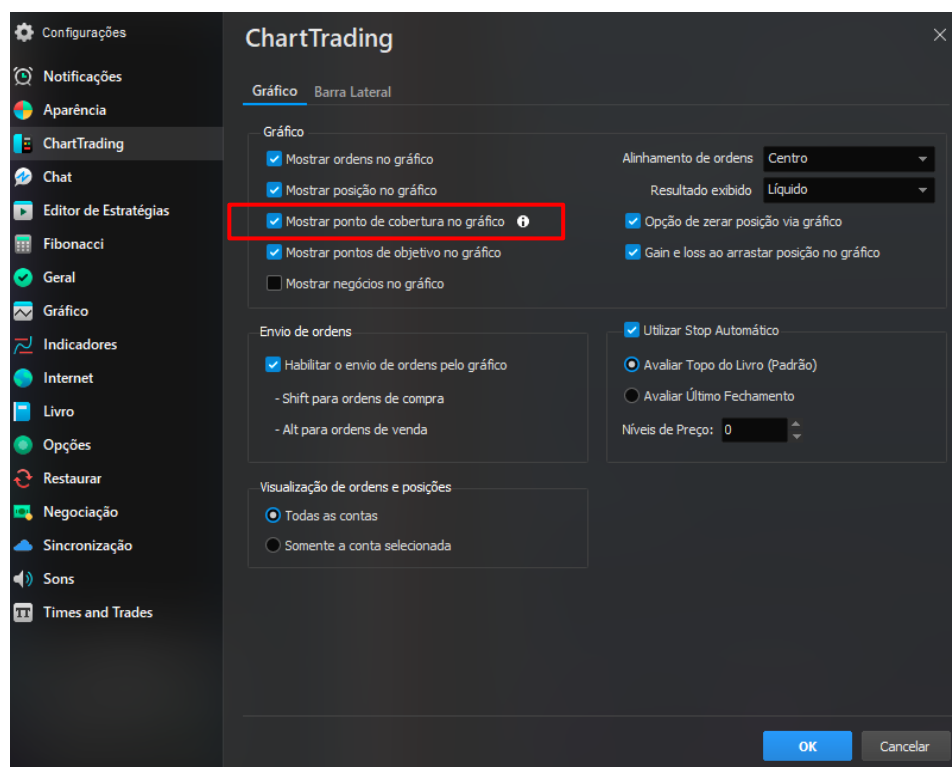 Configurações
Notificações
Aparência
ChartTrading
Chat
Editor de Estratégias
Fibonacci
Geral
Gráfico
Indicadores
Internet
Livro
Opções
Restaurar
Negociação
Sincronização
Sons
Times and Trades
ChartTrading
Gráfico Barra Lateral
Gráfico
Mostrar ordens no gráfico
Mostrar posição no gráfico
Mostrar ponto de cobertura no gráfico
Mostrar pontos de objetivo no gráfico
Mostrar negócios no gráfico
Alinhamento de ordens Centro
Resultado exibido Líquido
Opção de zerar posição via gráfico
Gain e loss ao arrastar posição no gráfico
Envio de ordens
Habilitar o envio de ordens pelo gráfico
- Shift para ordens de compra
- Alt para ordens de venda
Utilizar Stop Automático
Avaliar Topo do Livro (Padrão)
Avaliar Último Fechamento
Níveis de Preço: 0
Visualização de ordens e posições
Todas as contas
Somente a conta selecionada
OK Cancelar